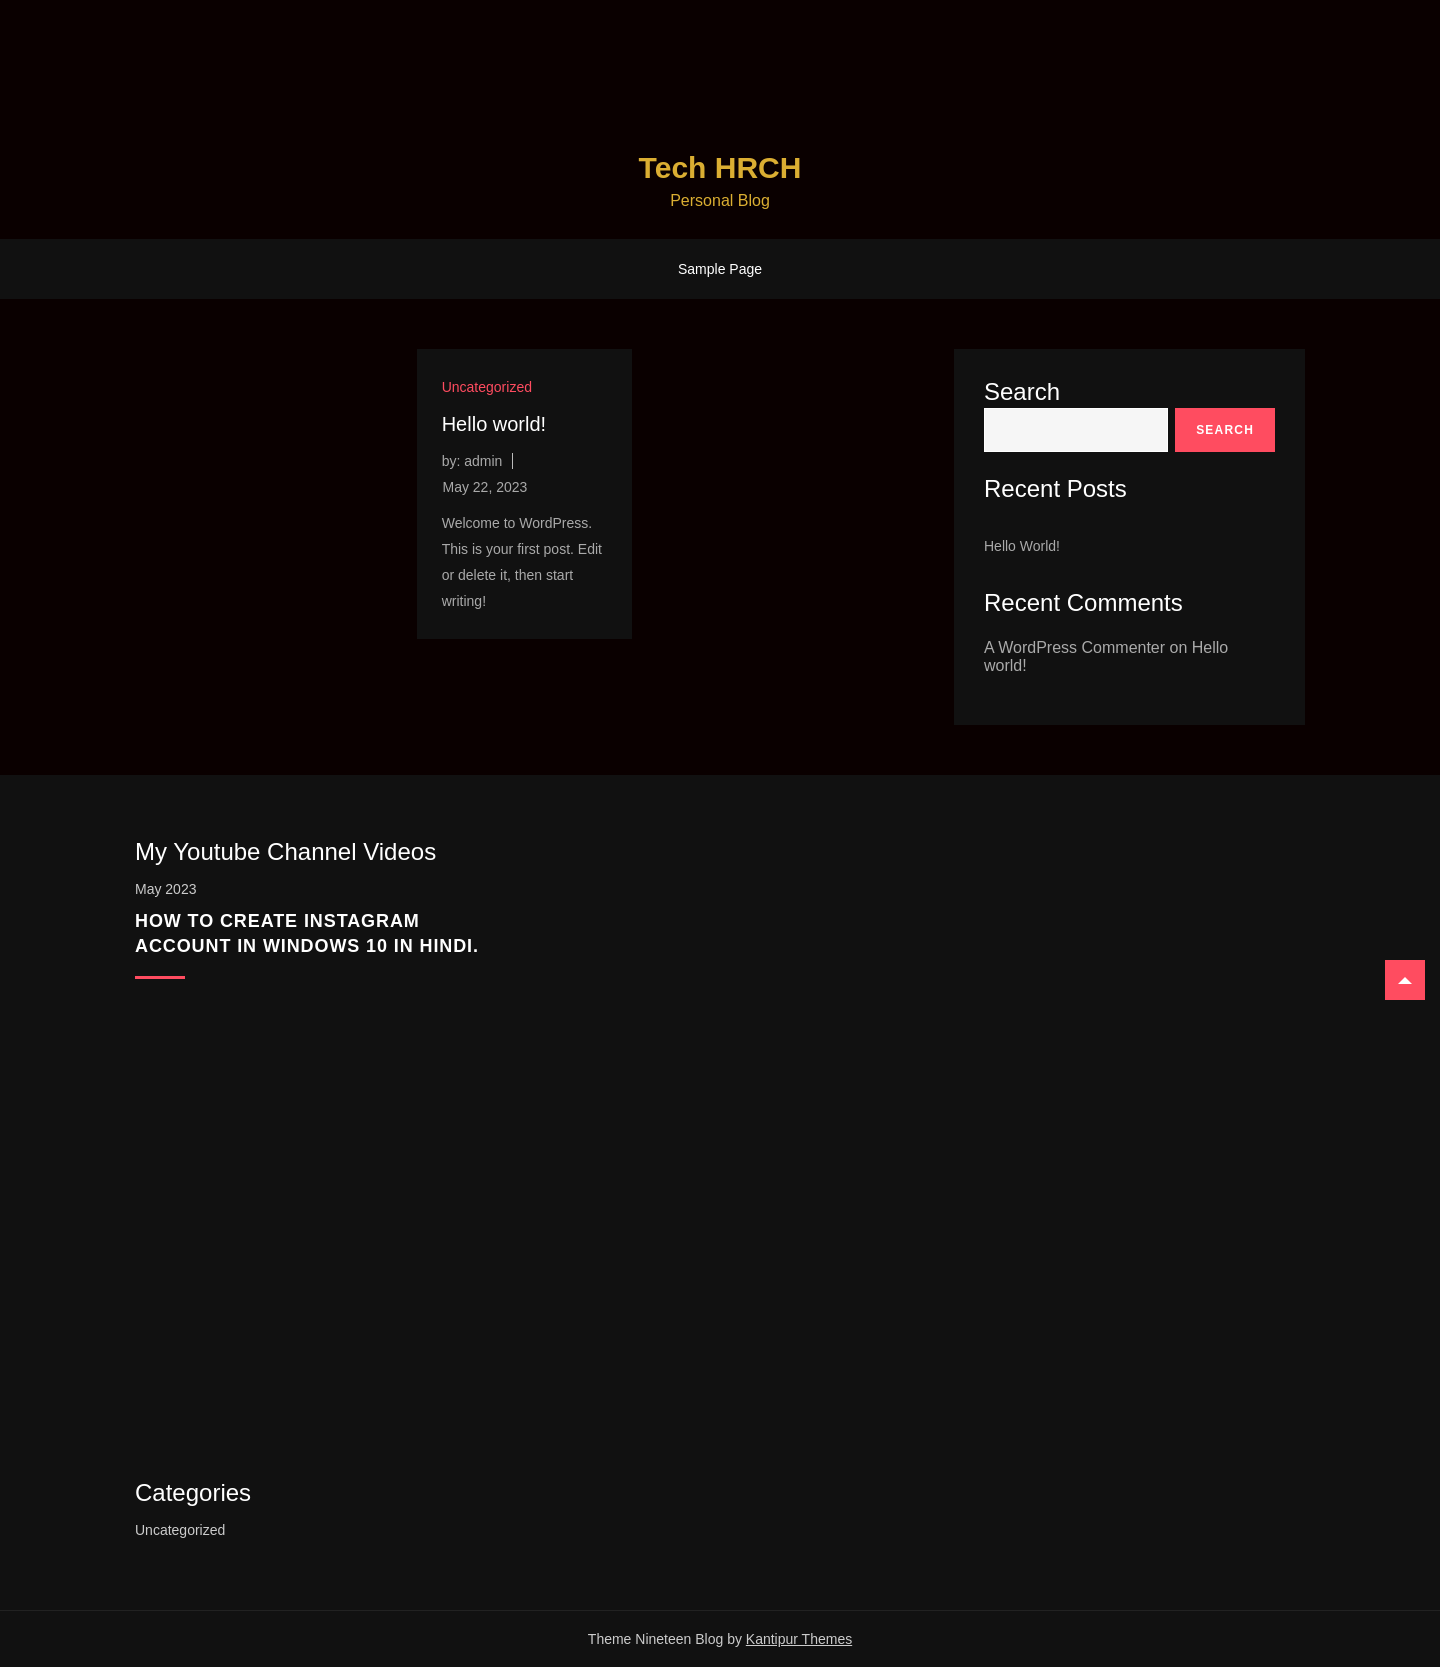 Tech HRCH
Personal Blog
Sample Page
Uncategorized
Hello world!
by: admin
May 22, 2023
Welcome to WordPress.
This is your first post. Edit
or delete it, then start
writing!
Search
SEARCH
Recent Posts
Hello World!
Recent Comments
A WordPress Commenter on Hello
world!
My Youtube Channel Videos
May 2023
HOW TO CREATE INSTAGRAM
ACCOUNT IN WINDOWS 10 IN HINDI.
Categories
Uncategorized
Theme Nineteen Blog by Kantipur Themes